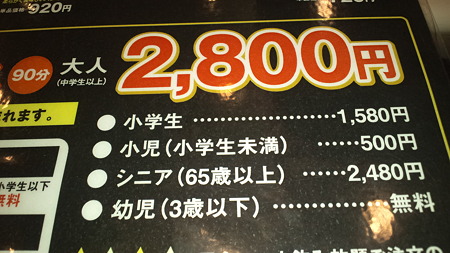 920円
90分
大人
(中学生以上)
2,800円
れます。
● 小学生 ……………… 1,580円
● 小児(小学生未満) …… 500円
● シニア(65歳以上) …… 2,480円
● 幼児(3歳以下) ……… 無料
小学生以下
無料